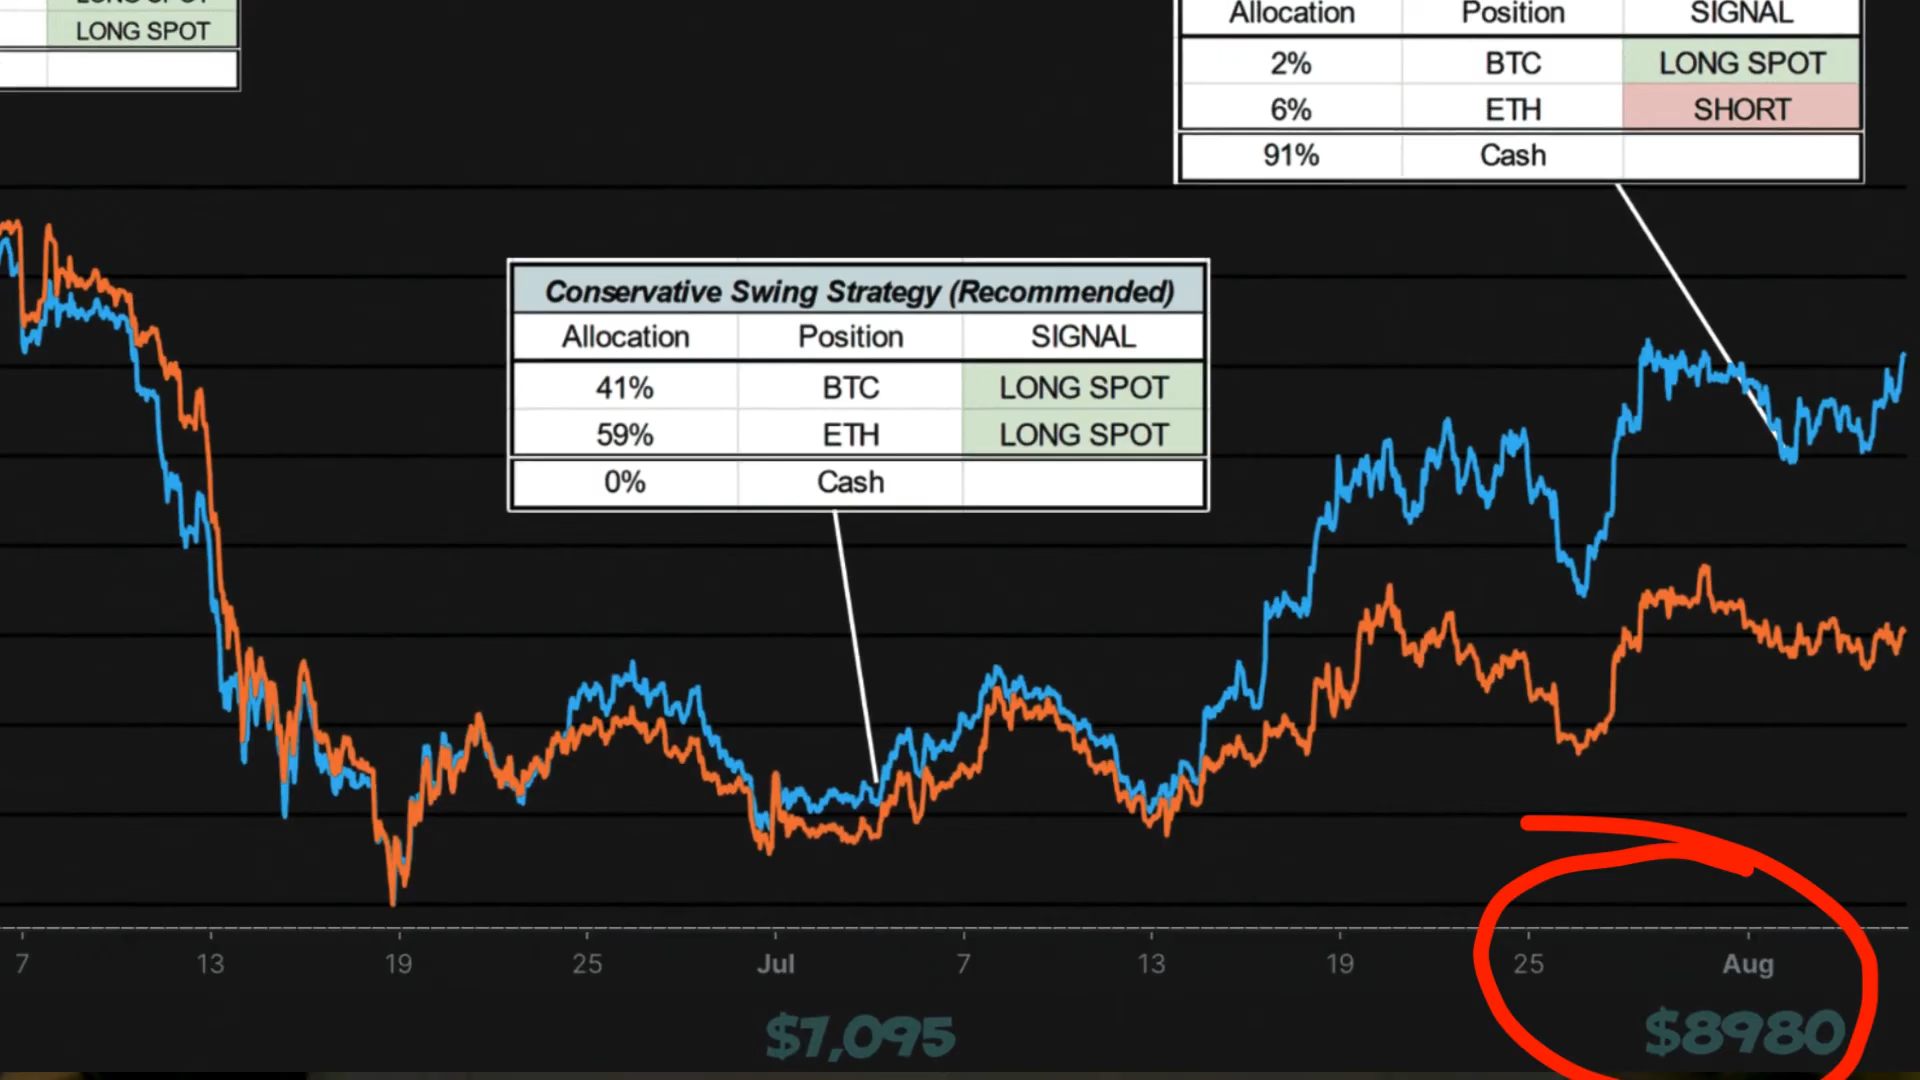 LONG SPOT
LONG SPOT
Allocation Position SIGNAL
2% BTC LONG SPOT
6% ETH SHORT
91% Cash
Conservative Swing Strategy (Recommended)
Allocation Position SIGNAL
41% BTC LONG SPOT
59% ETH LONG SPOT
0% Cash
7 13 19 25 Jul 7 13 19 25 Aug
$7,095 $8980